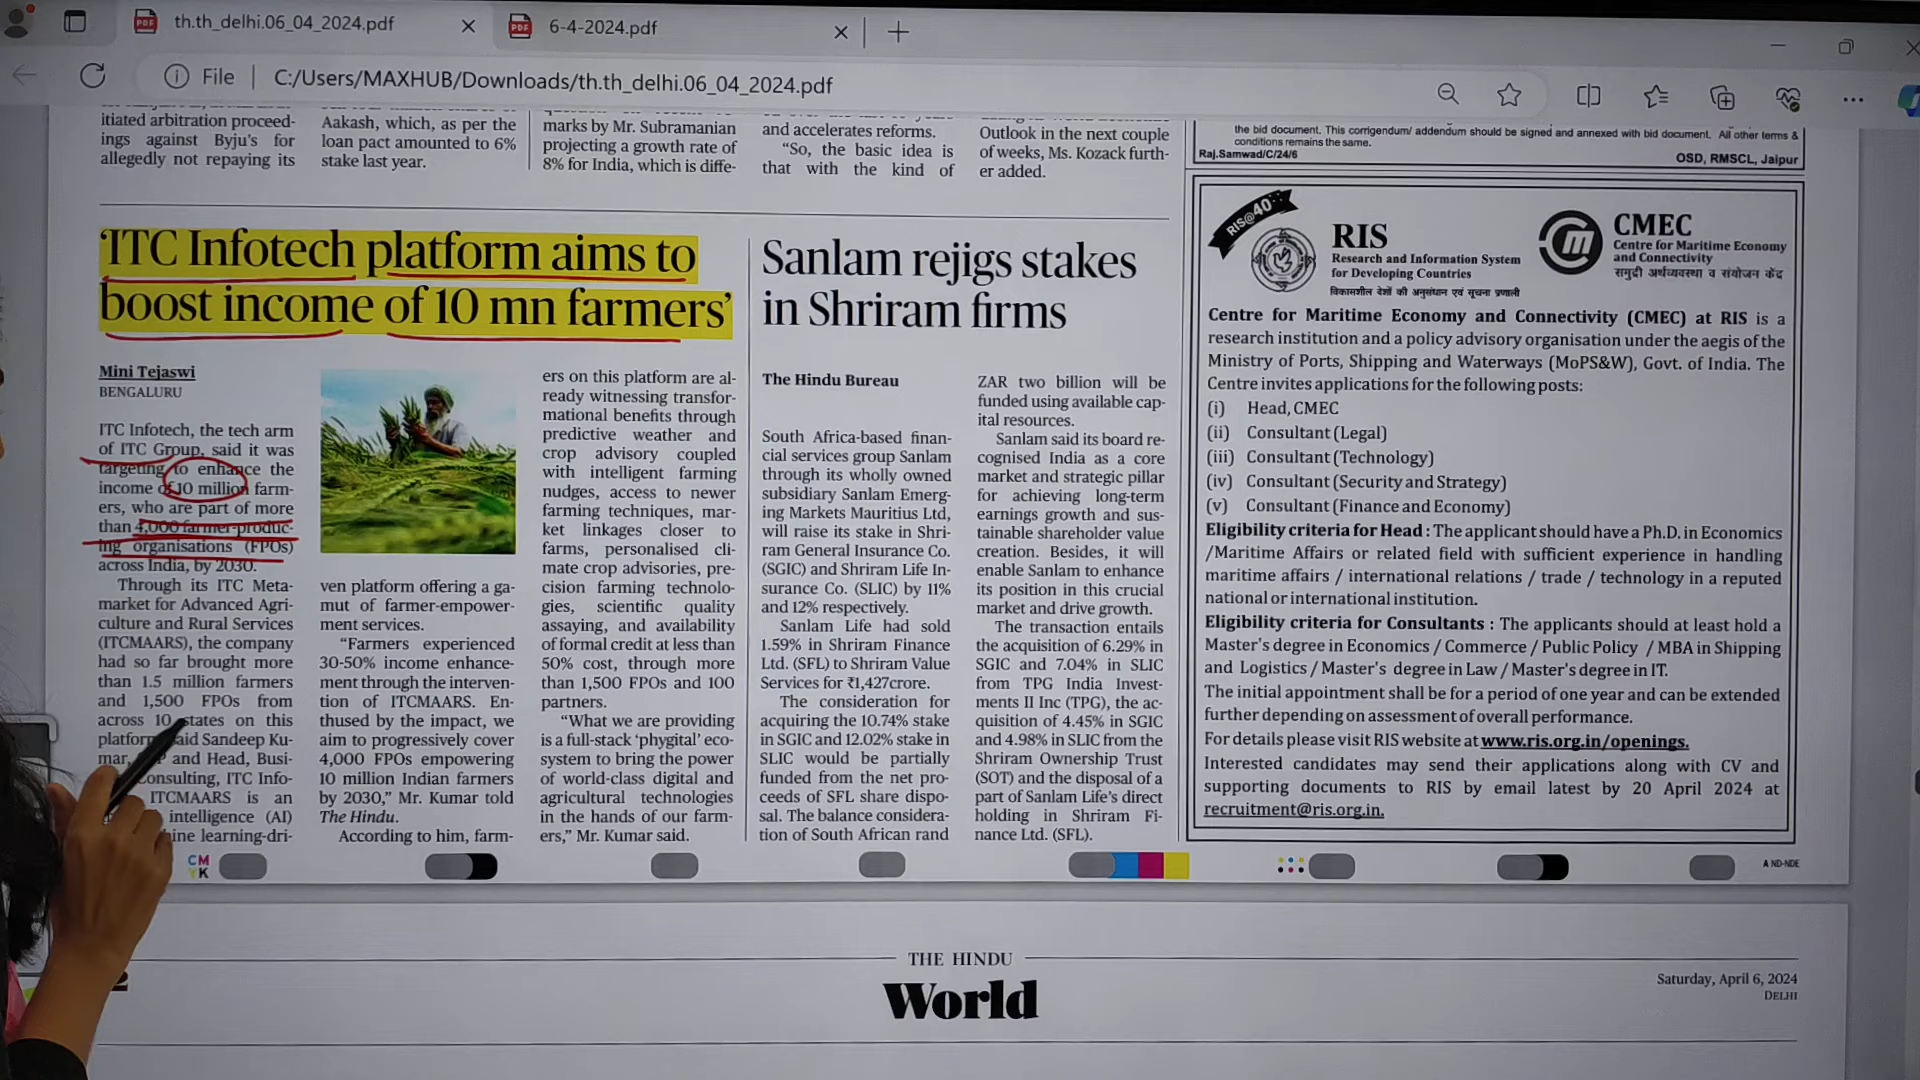 th.th_delhi.06_04_2024.pdf
6-4-2024.pdf
File
C:/Users/MAXHUB/Downloads/th.th_delhi.06_04_2024.pdf
itiated arbitration proceed-
ings against Byju's for
allegedly not repaying its
Aakash, which, as per the
loan pact amounted to 6%
stake last year.
marks by Mr. Subramanian
projecting a growth rate of
8% for India, which is diffe-
and accelerates reforms.
"So, the basic idea is
that with the kind of
Outlook in the next couple
of weeks, Ms. Kozack furth-
er added.
the bid document. This corrigendum/ addendum should be signed and annexed with bid document. All other terms &
conditions remains the same.
Raj.Samwad/C/24/6
OSD, RMSCL, Jaipur
'ITC Infotech platform aims to
boost income of 10 mn farmers'
Mini Tejaswi
BENGALURU
ITC Infotech, the tech arm
of ITC Group, said it was
targeting to enhance the
income of 10 million farm-
ers, who are part of more
than 4,000 farmer-produc-
ing organisations (FPOs)
across India, by 2030.
Through its ITC Meta-
market for Advanced Agri-
culture and Rural Services
(ITCMAARS), the company
had so far brought more
than 1.5 million farmers
and 1,500 FPOs from
across 10 states on this
platform, said Sandeep Ku-
mar, and Head, Busi-
Consulting, ITC Info-
ITCMAARS is an
intelligence (AI)
learning-dri-
ven platform offering a ga-
mut of farmer-empower-
ment services.
"Farmers experienced
30-50% income enhance-
ment through the interven-
tion of ITCMAARS. En-
thused by the impact, we
aim to progressively cover
4,000 FPOs empowering
10 million Indian farmers
by 2030," Mr. Kumar told
The Hindu.
According to him, farm-
ers on this platform are al-
ready witnessing transfor-
mational benefits through
predictive weather and
crop advisory coupled
with intelligent farming
nudges, access to newer
farming techniques, mar-
ket linkages closer to
farms, personalised cli-
mate crop advisories, pre-
cision farming technolo-
gies, scientific quality
assaying, and availability
of formal credit at less than
50% cost, through more
than 1,500 FPOs and 100
partners.
"What we are providing
is a full-stack 'phygital' eco-
system to bring the power
of world-class digital and
agricultural technologies
in the hands of our farm-
ers," Mr. Kumar said.
Sanlam rejigs stakes
in Shriram firms
The Hindu Bureau
South Africa-based finan-
cial services group Sanlam
through its wholly owned
subsidiary Sanlam Emerg-
ing Markets Mauritius Ltd,
will raise its stake in Shri-
ram General Insurance Co.
(SGIC) and Shriram Life In-
surance Co. (SLIC) by 11%
and 12% respectively.
Sanlam Life had sold
1.59% in Shriram Finance
Ltd. (SFL) to Shriram Value
Services for ₹1,427crore.
The consideration for
acquiring the 10.74% stake
in SGIC and 12.02% stake in
SLIC would be partially
funded from the net pro-
ceeds of SFL share dispo-
sal. The balance considera-
tion of South African rand
ZAR two billion will be
funded using available cap-
ital resources.
Sanlam said its board re-
cognised India as a core
market and strategic pillar
for achieving long-term
earnings growth and sus-
tainable shareholder value
creation. Besides, it will
enable Sanlam to enhance
its position in this crucial
market and drive growth.
The transaction entails
the acquisition of 6.29% in
SGIC and 7.04% in SLIC
from TPG India Invest-
ments II Inc (TPG), the ac-
quisition of 4.45% in SGIC
and 4.98% in SLIC from the
Shriram Ownership Trust
(SOT) and the disposal of a
part of Sanlam Life's direct
holding in Shriram Fi-
nance Ltd. (SFL).
RIS@40
RIS
Research and Information System
for Developing Countries
विकासशील देशों की अनुसंधान एवं सूचना प्रणाली
CMEC
Centre for Maritime Economy
and Connectivity
समुद्री अर्थव्यवस्था व संयोजन केंद्र
Centre for Maritime Economy and Connectivity (CMEC) at RIS is a
research institution and a policy advisory organisation under the aegis of the
Ministry of Ports, Shipping and Waterways (MoPS&W), Govt. of India. The
Centre invites applications for the following posts:
(i) Head, CMEC
(ii) Consultant (Legal)
(iii) Consultant (Technology)
(iv) Consultant (Security and Strategy)
(v) Consultant (Finance and Economy)
Eligibility criteria for Head : The applicant should have a Ph.D. in Economics
/Maritime Affairs or related field with sufficient experience in handling
maritime affairs / international relations / trade / technology in a reputed
national or international institution.
Eligibility criteria for Consultants : The applicants should at least hold a
Master's degree in Economics / Commerce / Public Policy / MBA in Shipping
and Logistics / Master's degree in Law / Master's degree in IT.
The initial appointment shall be for a period of one year and can be extended
further depending on assessment of overall performance.
For details please visit RIS website at www.ris.org.in/openings.
Interested candidates may send their applications along with CV and
supporting documents to RIS by email latest by 20 April 2024 at
recruitment@ris.org.in.
CM
YK
A ND-NDE
THE HINDU
World
Saturday, April 6, 2024
DELHI